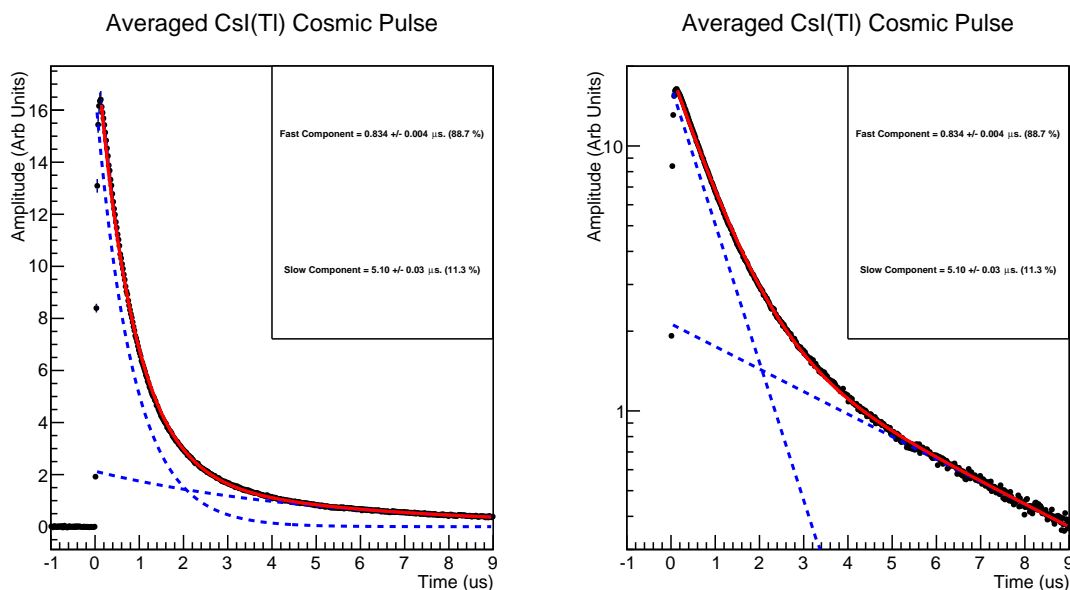 Averaged CsI(Tl) Cosmic Pulse
Amplitude (Arb Units)
16
14
12
10
8
6
4
2
0
Fast Component = 0.834 +/- 0.004 μs. (88.7 %)
Slow Component = 5.10 +/- 0.03 μs. (11.3 %)
-1 0 1 2 3 4 5 6 7 8 9
Time (us)
Averaged CsI(Tl) Cosmic Pulse
Amplitude (Arb Units)
10
1
Fast Component = 0.834 +/- 0.004 μs. (88.7 %)
Slow Component = 5.10 +/- 0.03 μs. (11.3 %)
-1 0 1 2 3 4 5 6 7 8 9
Time (us)